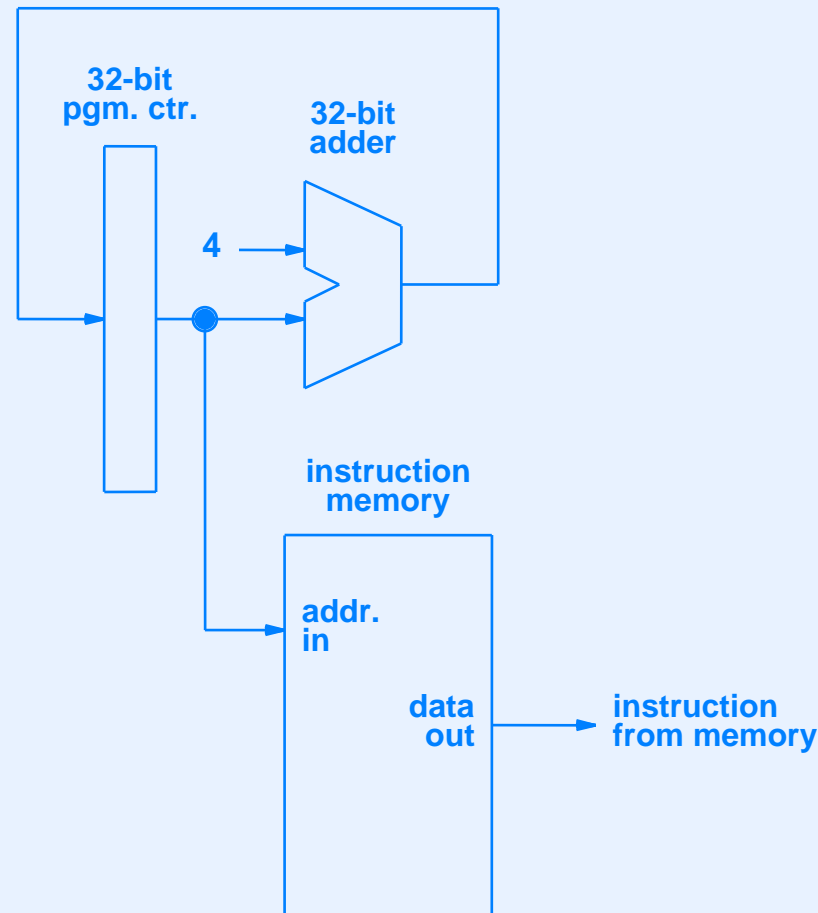 32-bit
pgm. ctr.
32-bit
adder
4
instruction
memory
addr.
in
data
out
instruction
from memory